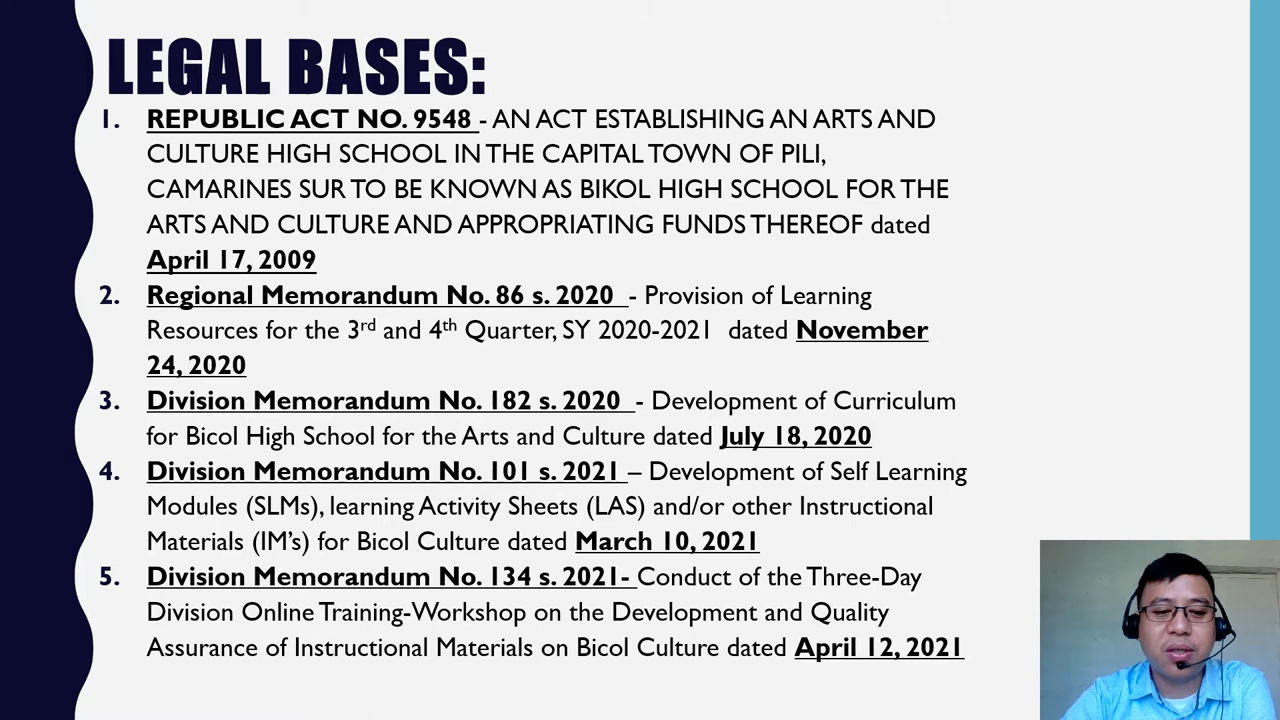 LEGAL BASES:
1. REPUBLIC ACT NO. 9548 - AN ACT ESTABLISHING AN ARTS AND
CULTURE HIGH SCHOOL IN THE CAPITAL TOWN OF PILI,
CAMARINES SUR TO BE KNOWN AS BIKOL HIGH SCHOOL FOR THE
ARTS AND CULTURE AND APPROPRIATING FUNDS THEREOF dated
April 17, 2009
2. Regional Memorandum No. 86 s. 2020 - Provision of Learning
Resources for the 3rd and 4th Quarter, SY 2020-2021 dated November
24, 2020
3. Division Memorandum No. 182 s. 2020 - Development of Curriculum
for Bicol High School for the Arts and Culture dated July 18, 2020
4. Division Memorandum No. 101 s. 2021 – Development of Self Learning
Modules (SLMs), learning Activity Sheets (LAS) and/or other Instructional
Materials (IM's) for Bicol Culture dated March 10, 2021
5. Division Memorandum No. 134 s. 2021- Conduct of the Three-Day
Division Online Training-Workshop on the Development and Quality
Assurance of Instructional Materials on Bicol Culture dated April 12, 2021